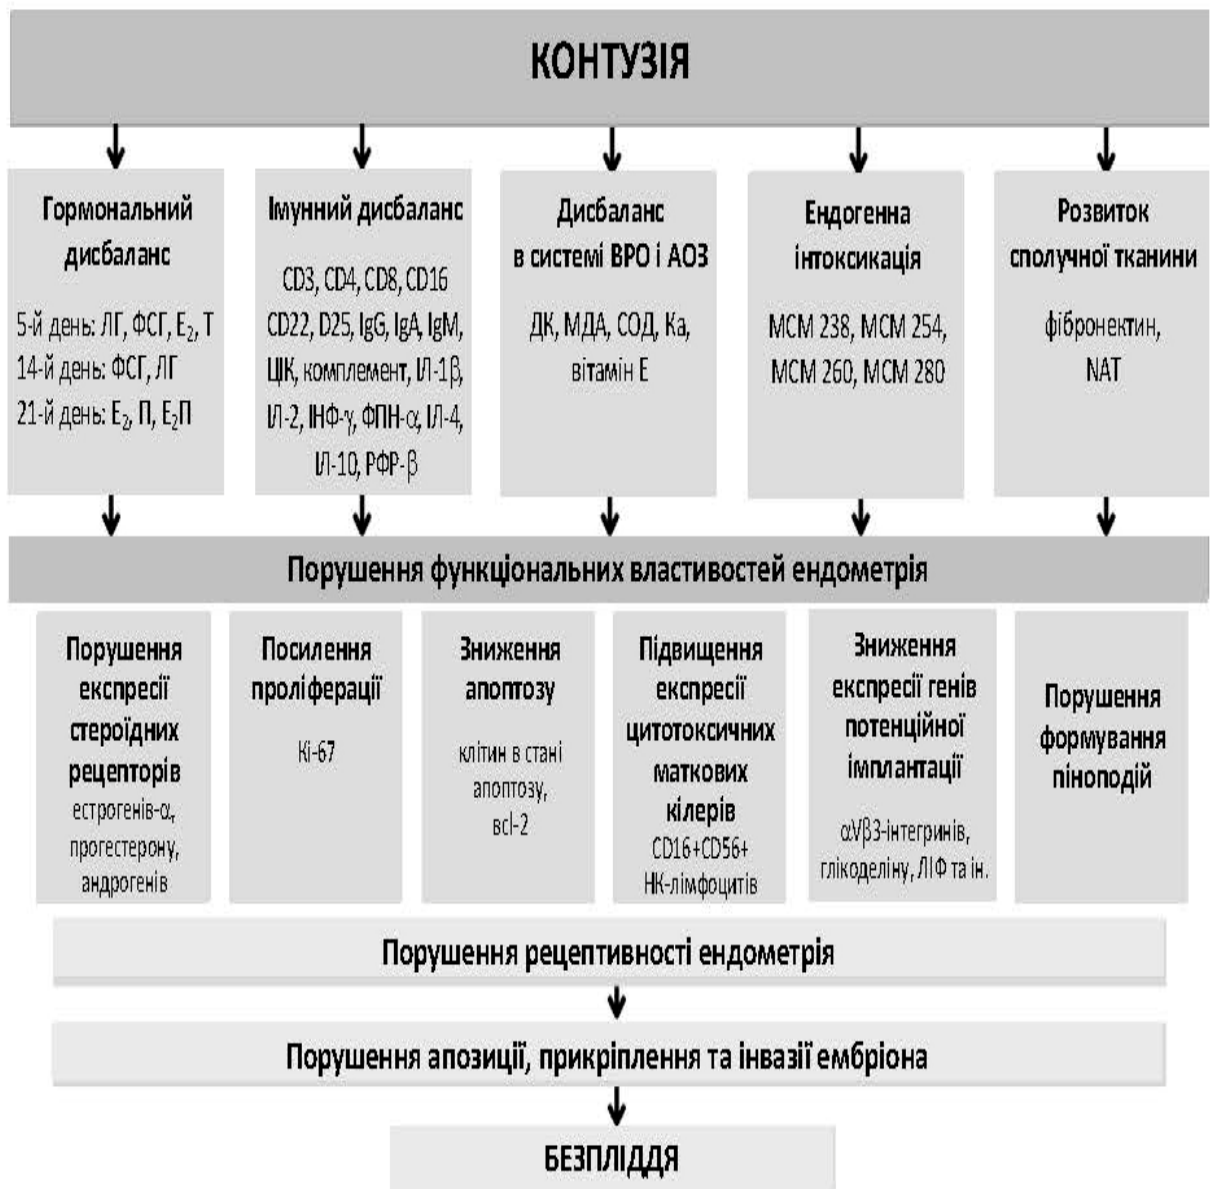 КОНТУЗІЯ
Гормональний
дисбаланс
5-й день: ЛГ, ФСГ, Е₂, Т
14-й день: ФСГ, ЛГ
21-й день: Е₂, П, Е₂П
Імунний дисбаланс
CD3, CD4, CD8, CD16
CD22, D25, IgG, IgA, IgM,
ЦІК, комплемент, ІЛ-1β,
ІЛ-2, ІНФ-γ, ФПН-α, ІЛ-4,
ІЛ-10, РФР-β
Дисбаланс
в системі ВРО і АОЗ
ДК, МДА, СОД, Ка,
вітамін Е
Ендогенна
інтоксикація
МСМ 238, МСМ 254,
МСМ 260, МСМ 280
Розвиток
сполучної тканини
фібронектин,
NAT
Порушення функціональних властивостей ендометрія
Порушення
експресії
стероїдних
рецепторів
естрогенів-α,
прогестерону,
андрогенів
Посилення
проліферації
Кі-67
Зниження
апоптозу
клітин в стані
апоптозу,
вcl-2
Підвищення
експресії
цитотоксичних
маткових
кілерів
CD16+CD56+
НК-лімфоцитів
Зниження
експресії генів
потенційної
імплантації
αVβ3-інтегринів,
глікоделіну, ЛІФ та ін.
Порушення
формування
піноподій
Порушення рецептивності ендометрія
Порушення апозиції, прикріплення та інвазії ембріона
БЕЗПЛІДДЯ